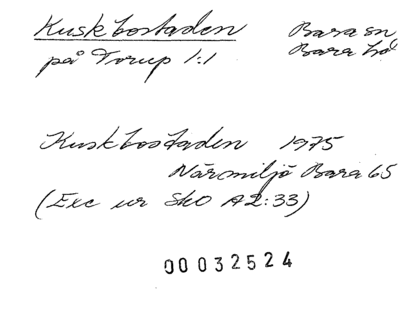 Kuskbostaden Bara sn
på Torup 1:1 Bara hd
Kuskbostaden 1975
Närmiljö Bara 65
(Exc ur SkO A2:33)
00032524